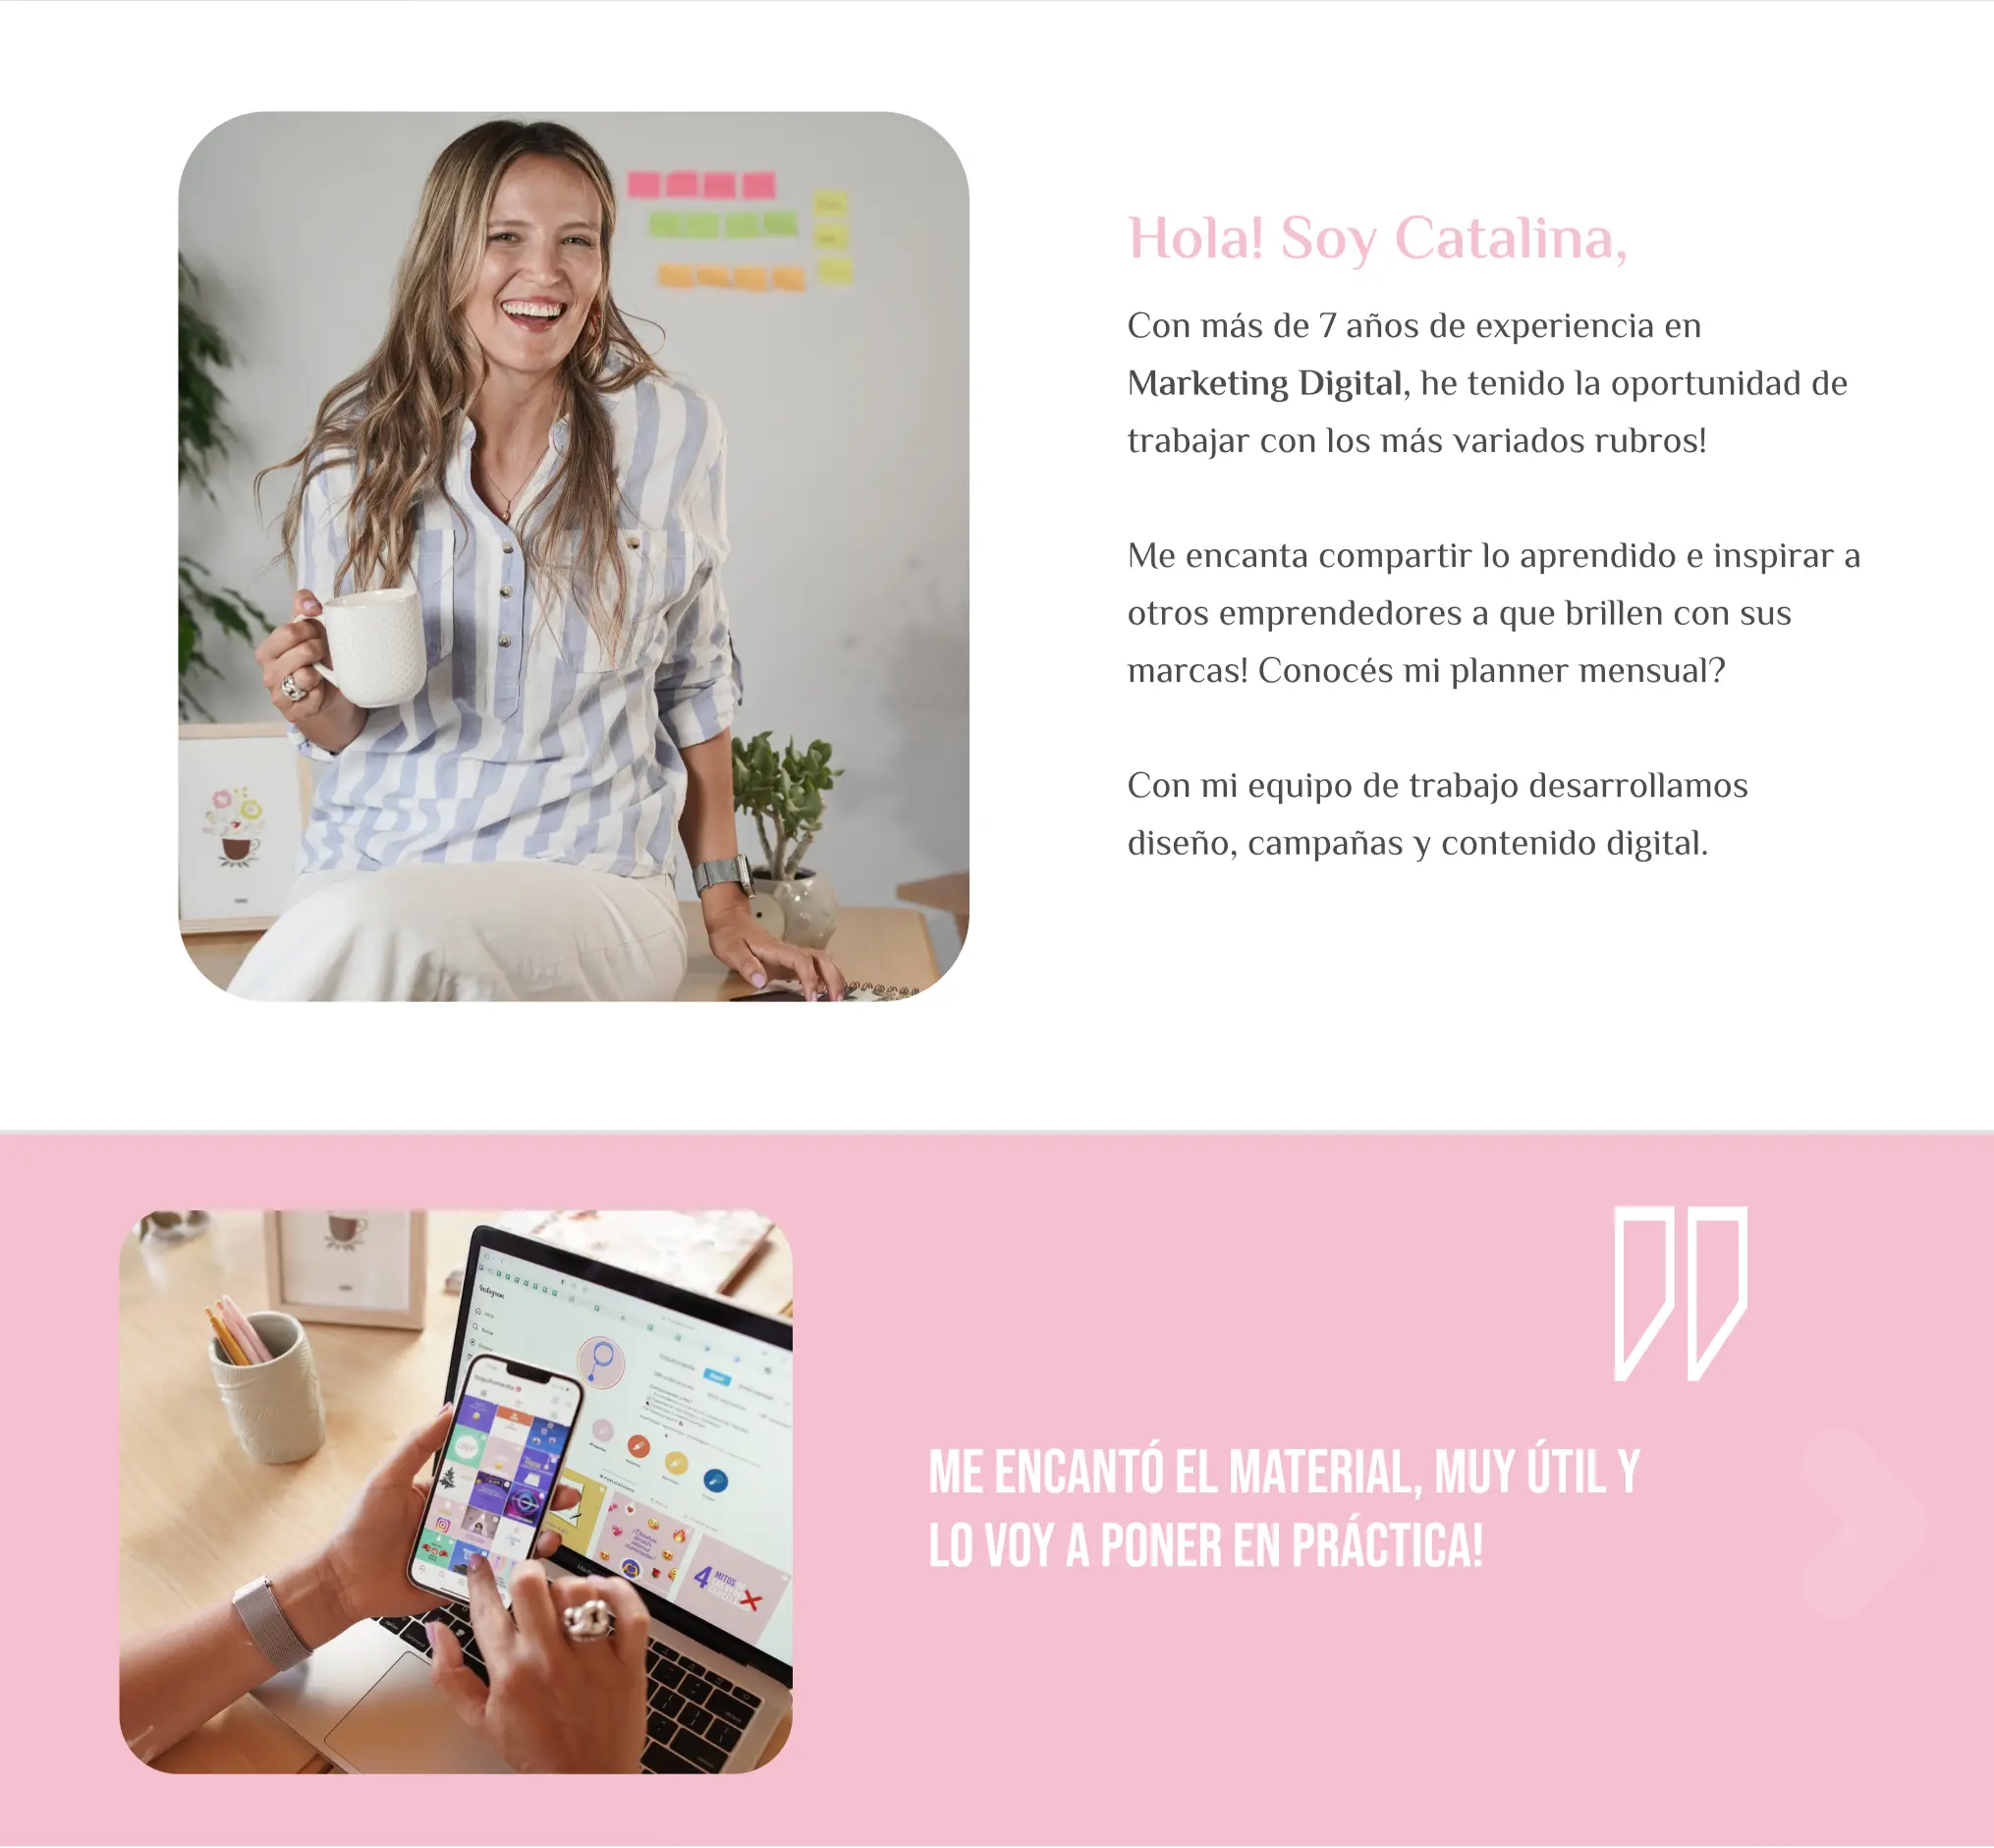 Hola! Soy Catalina,
Con más de 7 años de experiencia en
Marketing Digital, he tenido la oportunidad de
trabajar con los más variados rubros!
Me encanta compartir lo aprendido e inspirar a
otros emprendedores a que brillen con sus
marcas! Conocés mi planner mensual?
Con mi equipo de trabajo desarrollamos
diseño, campañas y contenido digital.
Instagram
ME ENCANTÓ EL MATERIAL, MUY ÚTIL Y
LO VOY A PONER EN PRÁCTICA!
4 MITOS